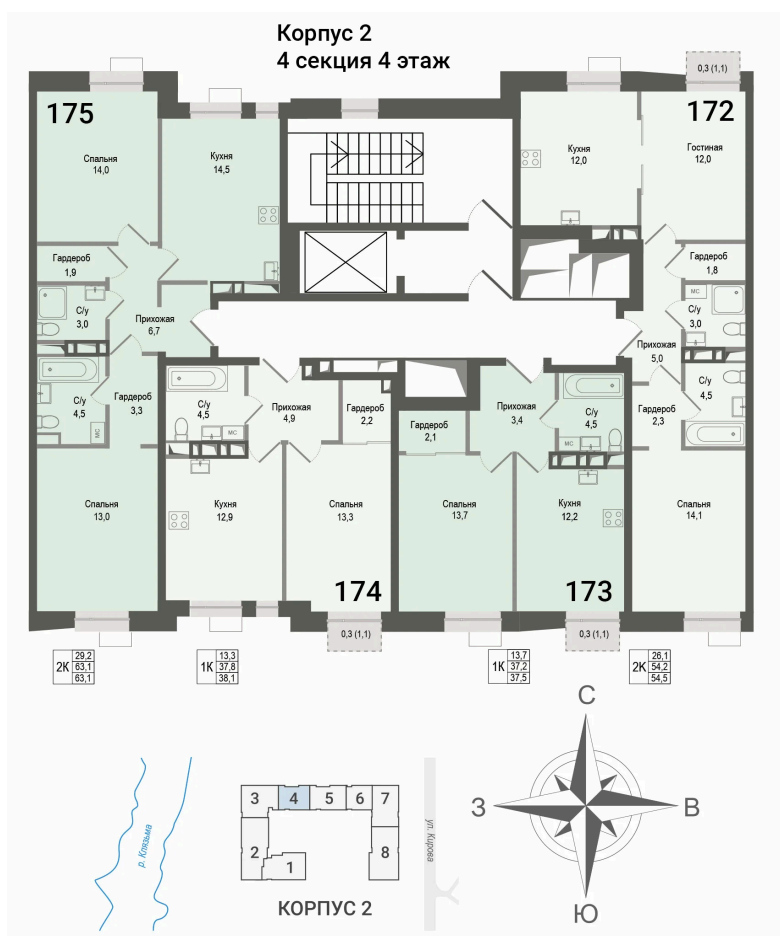 Корпус 2
4 секция 4 этаж
0,3 (1,1)
175
172
Спальня
14,0
Кухня
14,5
Кухня
12,0
Гостиная
12,0
Гардероб
1,9
Гардероб
1,8
С/у
3,0
Прихожая
6,7
МС
С/у
3,0
Прихожая
5,0
С/у
4,5
МС
Гардероб
3,3
С/у
4,5
МС
Прихожая
4,9
Гардероб
2,2
Гардероб
2,1
Прихожая
3,4
С/у
4,5
МС
Гардероб
2,3
С/у
4,5
МС
Спальня
13,0
Кухня
12,9
Спальня
13,3
Спальня
13,7
Кухня
12,2
Спальня
14,1
174
173
0,3 (1,1)
0,3 (1,1)
2К
29,2
63,1
63,1
1К
13,3
37,8
38,1
1К
13,7
37,2
37,5
2К
26,1
54,2
54,5
С
З
В
Ю
3
4
5
6
7
2
1
8
р. Клязьма
ул. Кирова
КОРПУС 2